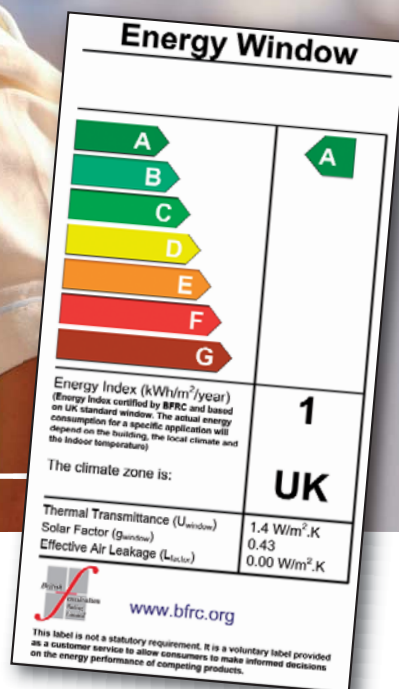 Energy Window
A
A
B
C
D
E
F
G
Energy Index (kWh/m²/year)
(Energy Index certified by BFRC and based
on UK standard window. The actual energy
consumption for a specific application will
depend on the building, the local climate and
the indoor temperature)
1
The climate zone is:
UK
Thermal Transmittance (Uwindow)
1.4 W/m².K
Solar Factor (gwindow)
0.43
Effective Air Leakage (Lfactor)
0.00 W/m².K
British
Fenestration
Rating
Council
www.bfrc.org
This label is not a statutory requirement. It is a voluntary label provided
as a customer service to allow consumers to make informed decisions
on the energy performance of competing products.